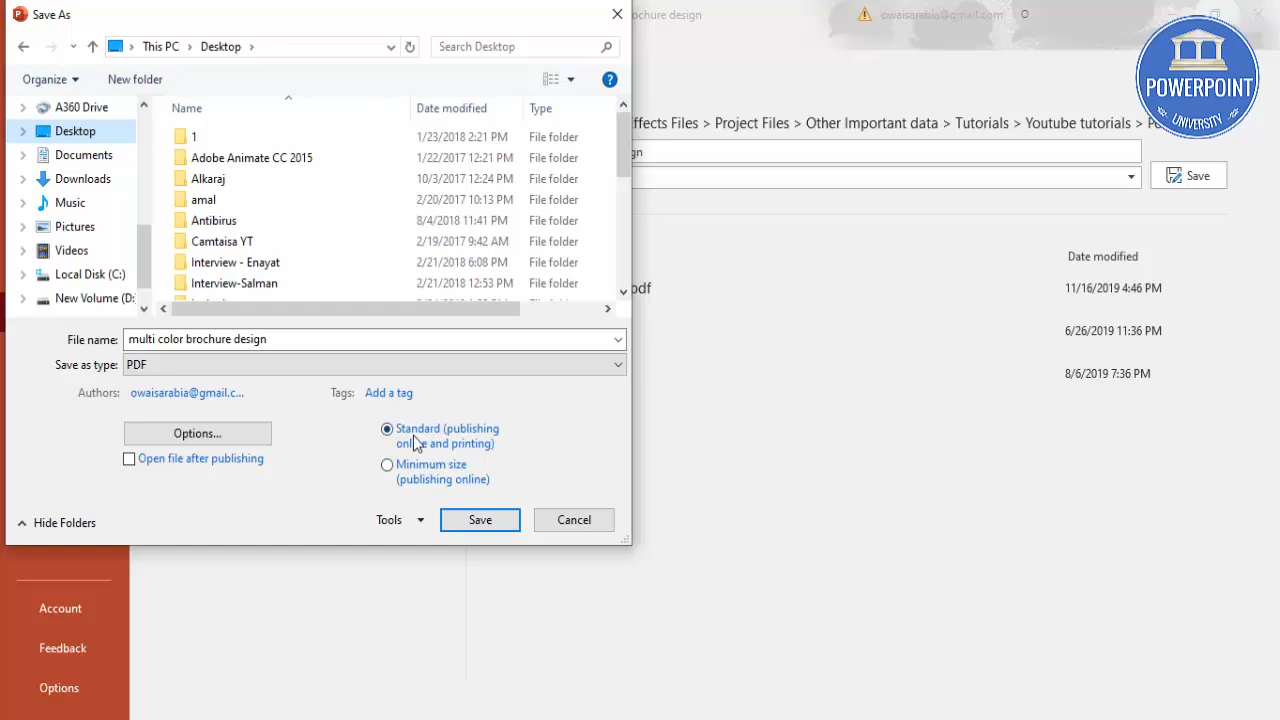 Save As
ochure design
owaisarabia@gmail.com
This PC
Desktop
Search Desktop
Organize
New folder
?
POWERPOINT
UNIVERSITY
Name
Date modified
Type
A360 Drive
Desktop
Documents
Downloads
Music
Pictures
Videos
Local Disk (C:)
New Volume (D:
1 1/23/2018 2:21 PM File folder
Adobe Animate CC 2015 1/22/2017 12:21 PM File folder
Alkaraj 10/3/2017 12:24 PM File folder
amal 2/20/2017 10:13 PM File folder
Antibirus 8/4/2018 11:41 PM File folder
Camtaisa YT 2/19/2017 9:42 AM File folder
Interview - Enayat 2/21/2018 6:08 PM File folder
Interview-Salman 2/21/2018 12:53 PM File folder
ffects Files > Project Files > Other Important data > Tutorials > Youtube tutorials >
gn
Save
Date modified
pdf 11/16/2019 4:46 PM
6/26/2019 11:36 PM
8/6/2019 7:36 PM
File name: multi color brochure design
Save as type: PDF
Authors: owaisarabia@gmail.c...
Tags: Add a tag
Options...
Open file after publishing
Standard (publishing
online and printing)
Minimum size
(publishing online)
Hide Folders
Tools
Save
Cancel
Account
Feedback
Options